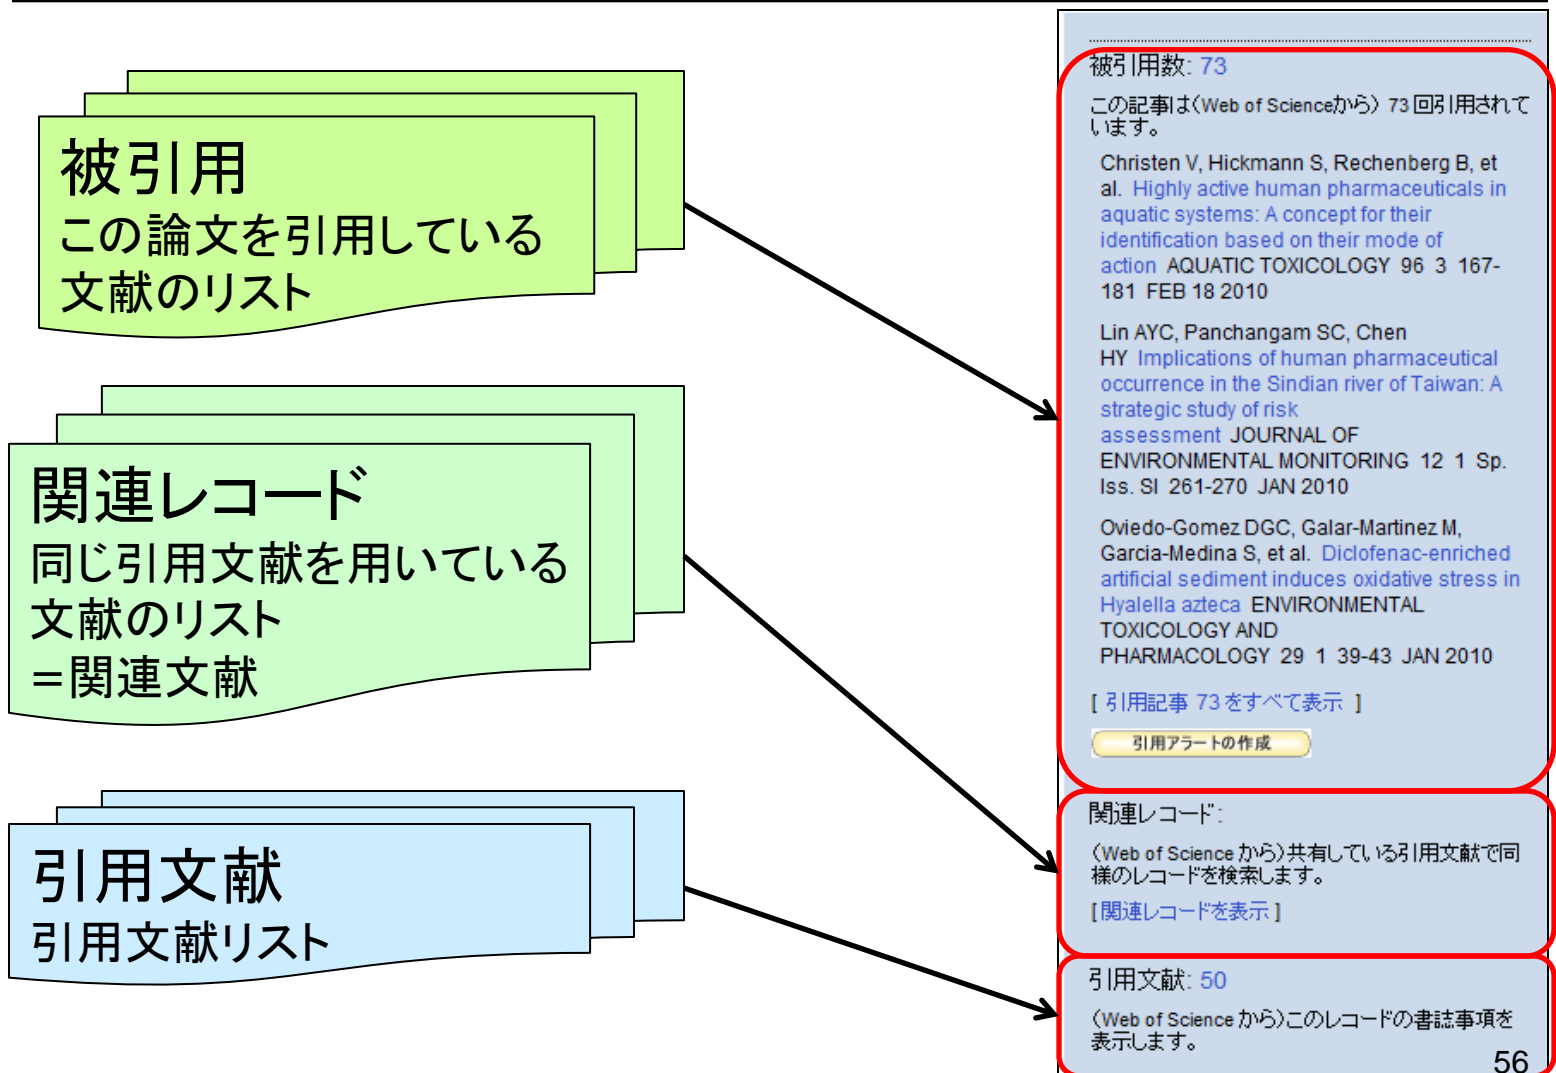 被引用
この論文を引用している
文献のリスト
関連レコード
同じ引用文献を用いている
文献のリスト
=関連文献
引用文献
引用文献リスト
被引用数: 73
この記事は(Web of Scienceから) 73 回引用されて
います。
Christen V, Hickmann S, Rechenberg B, et
al. Highly active human pharmaceuticals in
aquatic systems: A concept for their
identification based on their mode of
action AQUATIC TOXICOLOGY 96 3 167-
181 FEB 18 2010
Lin AYC, Panchangam SC, Chen
HY Implications of human pharmaceutical
occurrence in the Sindian river of Taiwan: A
strategic study of risk
assessment JOURNAL OF
ENVIRONMENTAL MONITORING 12 1 Sp.
Iss. SI 261-270 JAN 2010
Oviedo-Gomez DGC, Galar-Martinez M,
Garcia-Medina S, et al. Diclofenac-enriched
artificial sediment induces oxidative stress in
Hyalella azteca ENVIRONMENTAL
TOXICOLOGY AND
PHARMACOLOGY 29 1 39-43 JAN 2010
[ 引用記事 73 をすべて表示 ]
引用アラートの作成
関連レコード:
(Web of Science から)共有している引用文献で同
様のレコードを検索します。
[ 関連レコードを表示 ]
引用文献: 50
(Web of Science から)このレコードの書誌事項を
表示します。
56